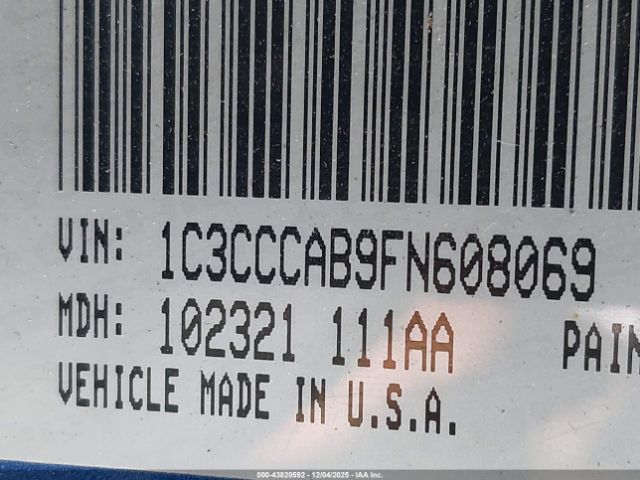 VIN: 1C3CCCAB9FN608069
MDH: 102321 111AA PAIN
VEHICLE MADE IN U.S.A.
000-43820592 - 12/04/2025 - IAA Inc.